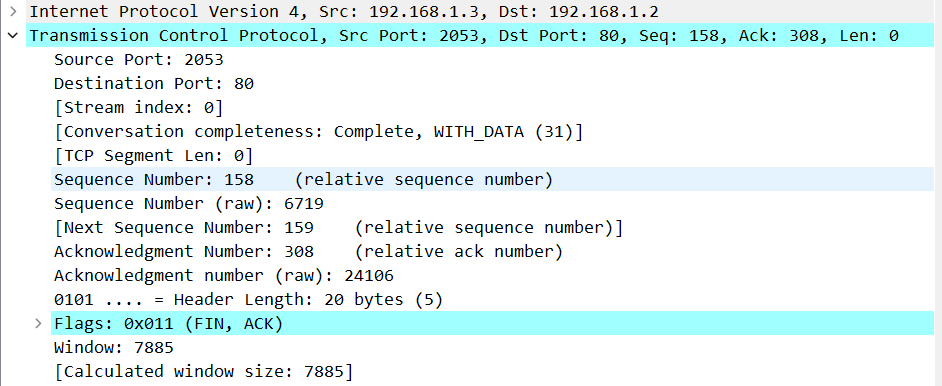 Internet Protocol Version 4, Src: 192.168.1.3, Dst: 192.168.1.2
Transmission Control Protocol, Src Port: 2053, Dst Port: 80, Seq: 158, Ack: 308, Len: 0
Source Port: 2053
Destination Port: 80
[Stream index: 0]
[Conversation completeness: Complete, WITH_DATA (31)]
[TCP Segment Len: 0]
Sequence Number: 158    (relative sequence number)
Sequence Number (raw): 6719
[Next Sequence Number: 159    (relative sequence number)]
Acknowledgment Number: 308    (relative ack number)
Acknowledgment number (raw): 24106
0101 .... = Header Length: 20 bytes (5)
Flags: 0x011 (FIN, ACK)
Window: 7885
[Calculated window size: 7885]